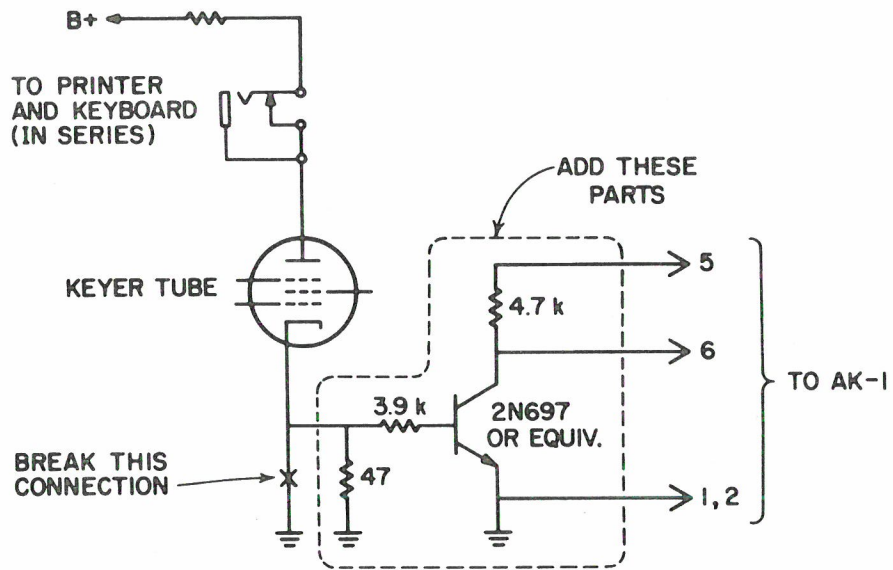 B+
TO PRINTER
AND KEYBOARD
(IN SERIES)
ADD THESE
PARTS
KEYER TUBE
5
4.7 k
6
TO AK-1
3.9 k
2N697
OR EQUIV.
BREAK THIS
CONNECTION
47
1, 2